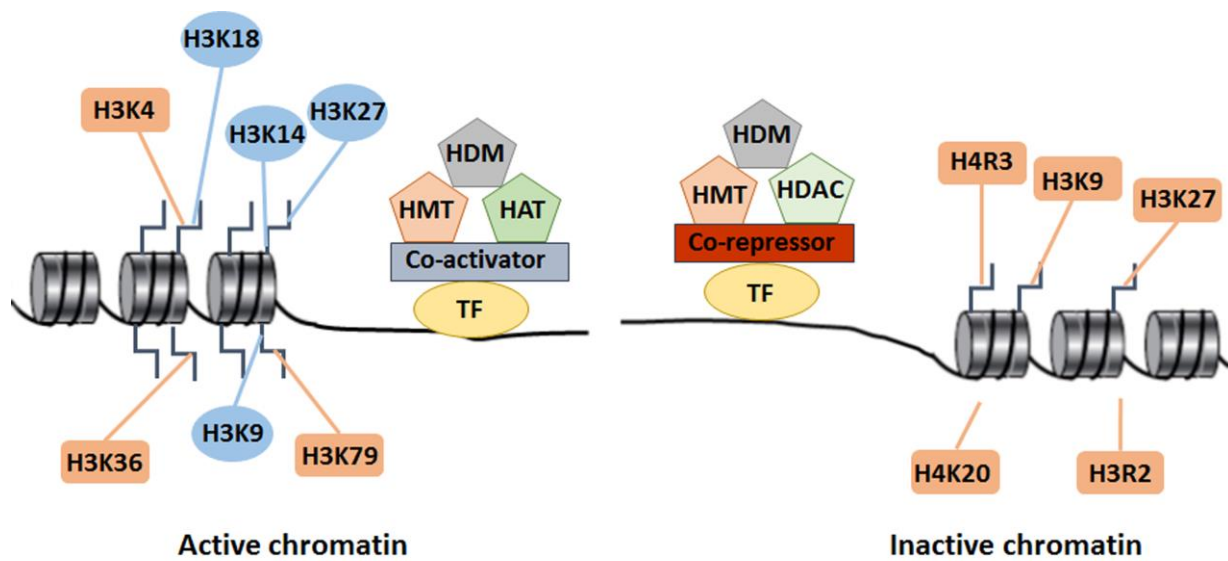 H3K18
H3K4
H3K14
H3K27
HDM
HMT
HAT
Co-activator
TF
H3K36
H3K9
H3K79
Active chromatin
HDM
HMT
HDAC
Co-repressor
TF
H4R3
H3K9
H3K27
H4K20
H3R2
Inactive chromatin